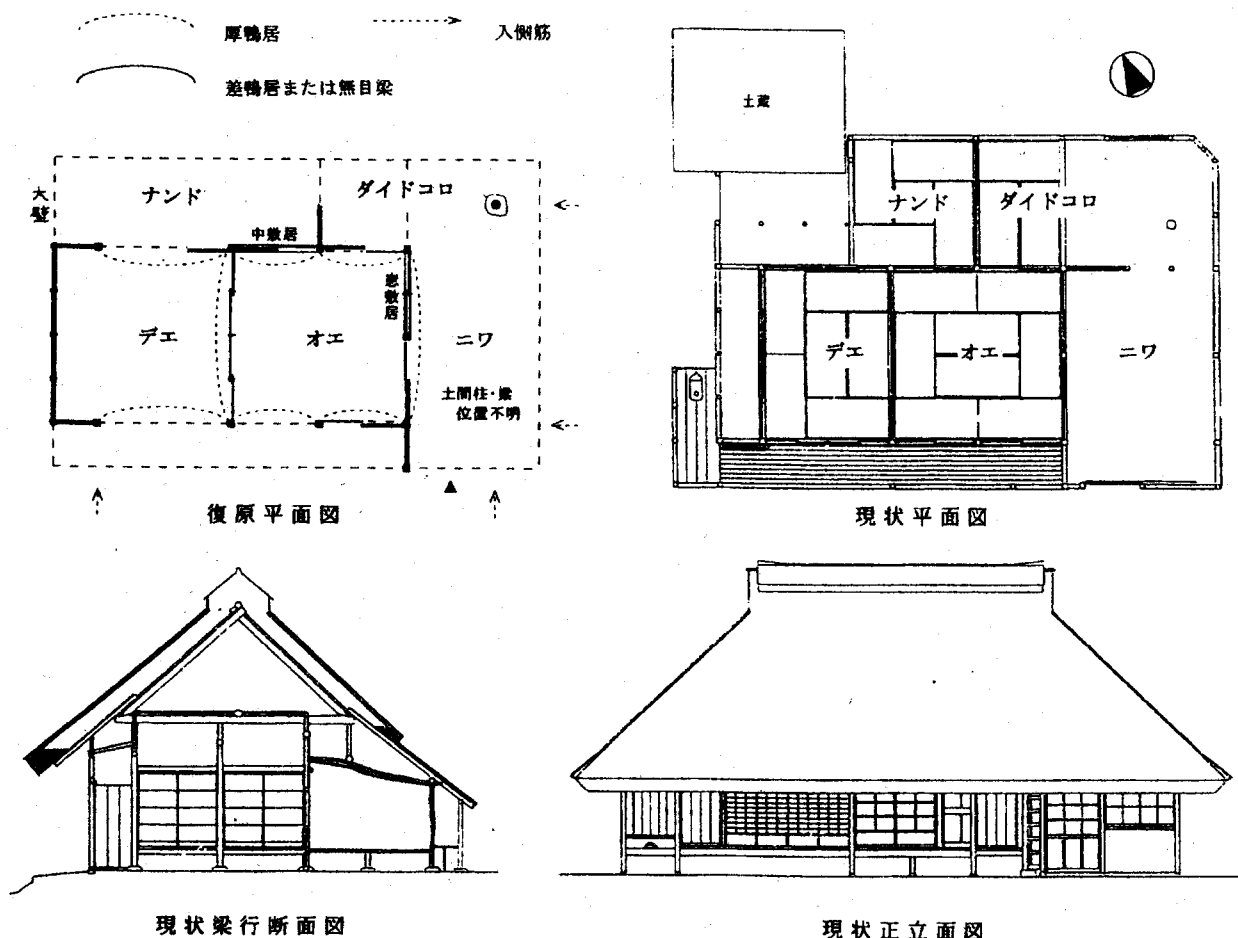 厚鴨居
入側筋
差鴨居または無目梁
土蔵
大壁
ナンド
ダイドコロ
中敷居
窓敷居
デエ
オエ
ニワ
土間柱・梁
位置不明
復原平面図
ナンド
ダイドコロ
デエ
オエ
ニワ
現状平面図
現状梁行断面図
現状正立面図